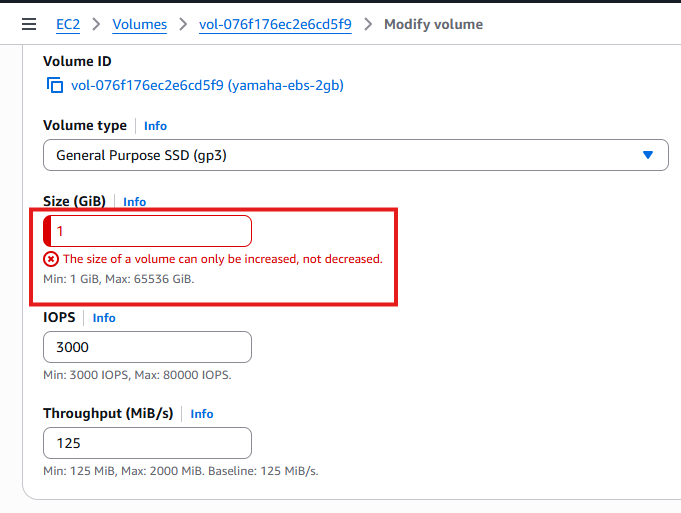 EC2 > Volumes > vol-076f176ec2e6cd5f9 > Modify volume
Volume ID
vol-076f176ec2e6cd5f9 (yamaha-ebs-2gb)
Volume type | Info
General Purpose SSD (gp3)
Size (GiB) | Info
1
The size of a volume can only be increased, not decreased.
Min: 1 GiB, Max: 65536 GiB.
IOPS | Info
3000
Min: 3000 IOPS, Max: 80000 IOPS.
Throughput (MiB/s) | Info
125
Min: 125 MiB, Max: 2000 MiB. Baseline: 125 MiB/s.